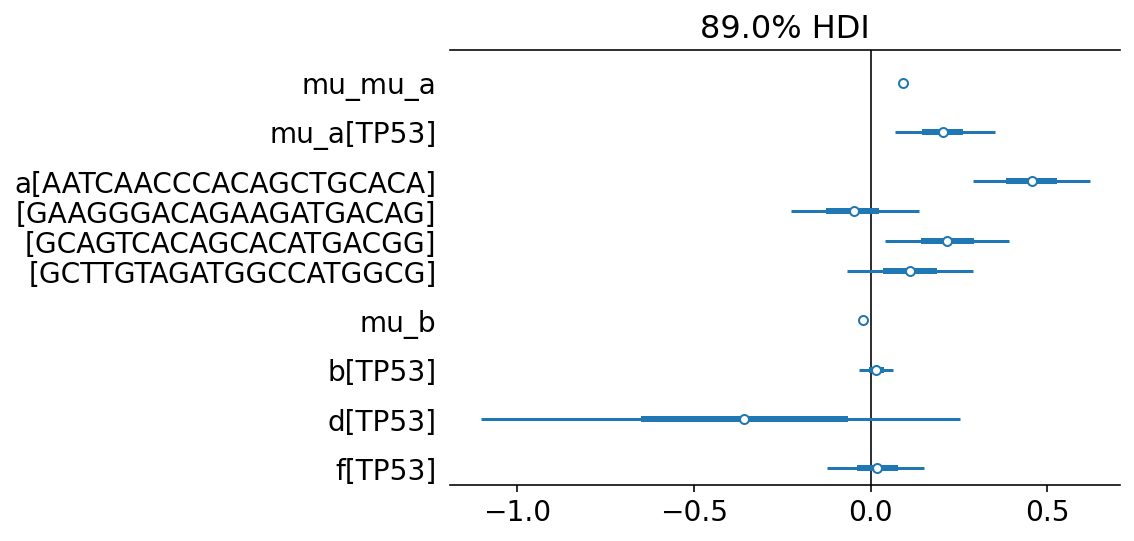 89.0% HDI
mu_mu_a
mu_a[TP53]
a[AATCAACCCACAGCTGCACA]
[GAAGGGACAGAAGATGACAG]
[GCAGTCACAGCACATGACGG]
[GCTTGTAGATGGCCATGGCG]
mu_b
b[TP53]
d[TP53]
f[TP53]
−1.0 −0.5 0.0 0.5